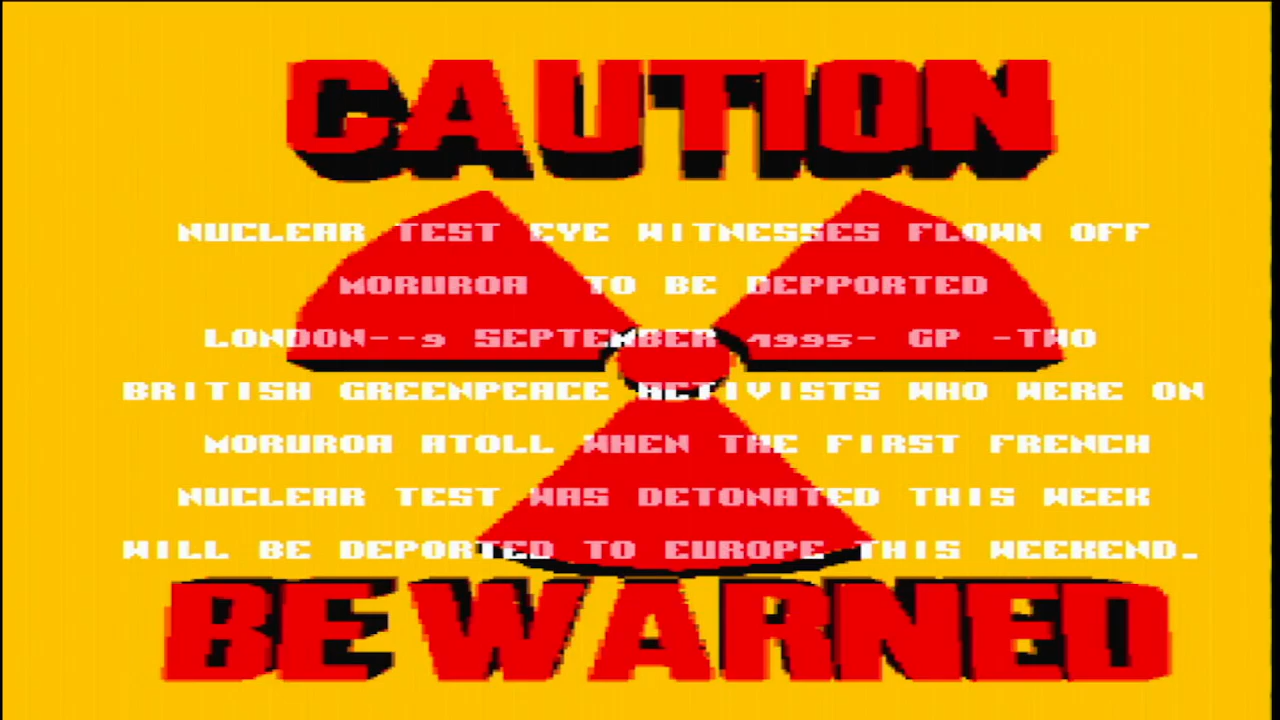 CAUTION
NUCLEAR TEST EYE WITNESSES FLOWN OFF
MORUROA TO BE DEPPORTED
LONDON--9 SEPTEMBER 1995- GP -TWO
BRITISH GREENPEACE ACTIVISTS WHO WERE ON
MORUROA ATOLL WHEN THE FIRST FRENCH
NUCLEAR TEST WAS DETONATED THIS WEEK
WILL BE DEPORTED TO EUROPE THIS WEEKEND.
BE WARNED